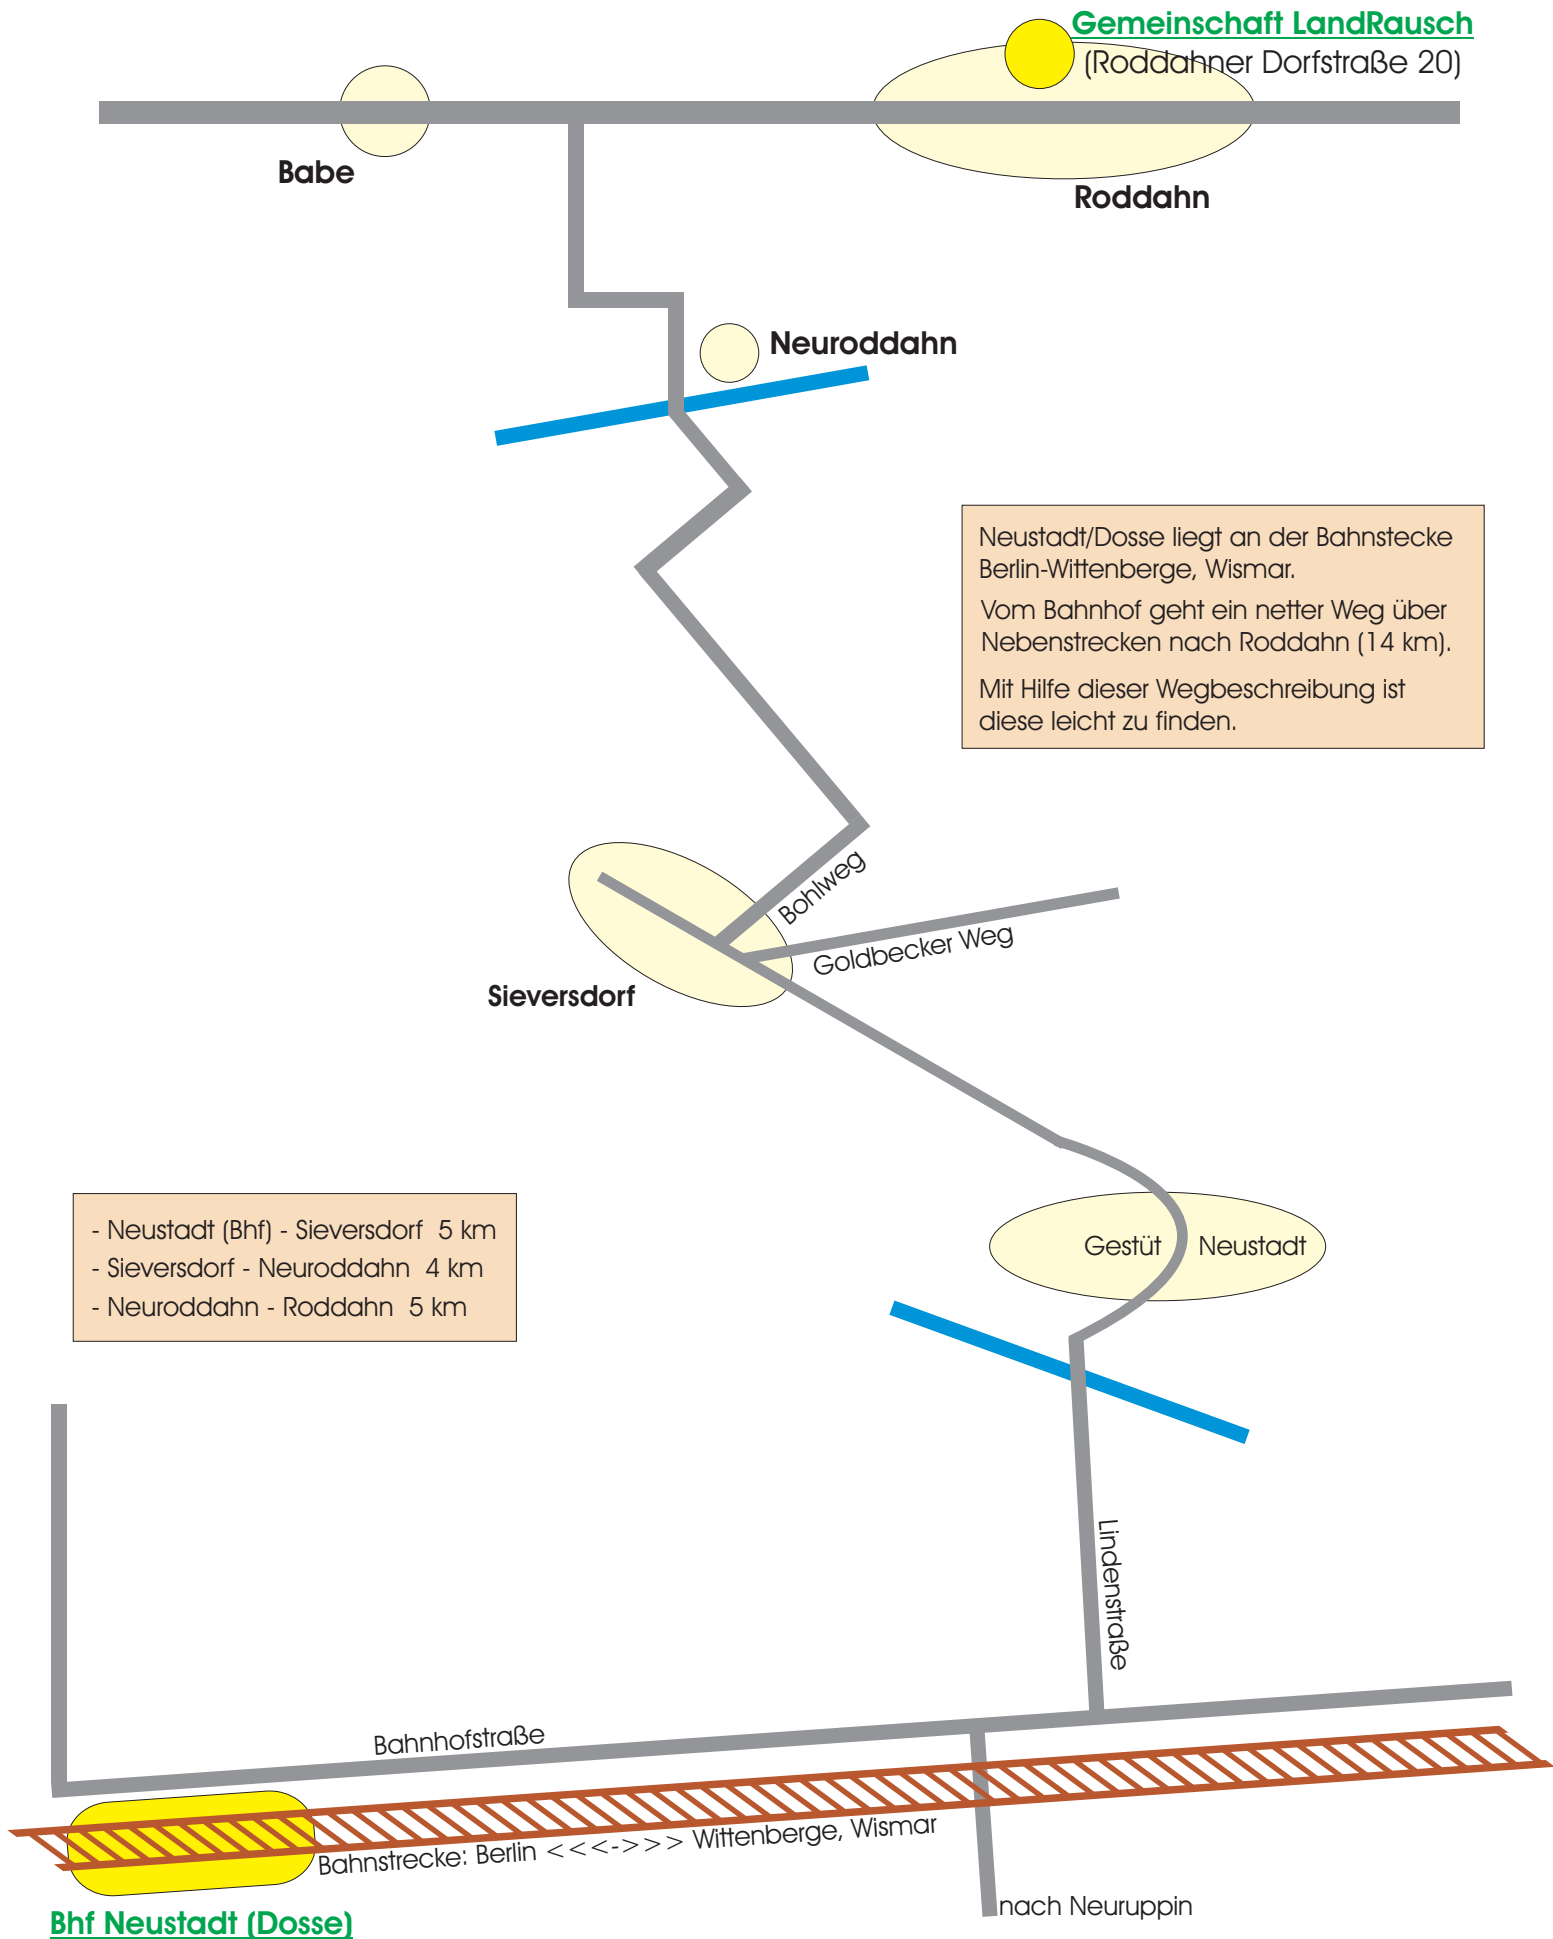 Gemeinschaft LandRausch
(Roddahner Dorfstraße 20)
Babe
Roddahn
Neuroddahn
Neustadt/Dosse liegt an der Bahnstecke
Berlin-Wittenberge, Wismar.
Vom Bahnhof geht ein netter Weg über
Nebenstrecken nach Roddahn (14 km).
Mit Hilfe dieser Wegbeschreibung ist
diese leicht zu finden.
Bohlweg
Goldbecker Weg
Sieversdorf
- Neustadt (Bhf) - Sieversdorf 5 km
- Sieversdorf - Neuroddahn 4 km
- Neuroddahn - Roddahn 5 km
Gestüt Neustadt
Lindenstraße
Bahnhofstraße
Bahnstrecke: Berlin <<<->>> Wittenberge, Wismar
nach Neuruppin
Bhf Neustadt (Dosse)